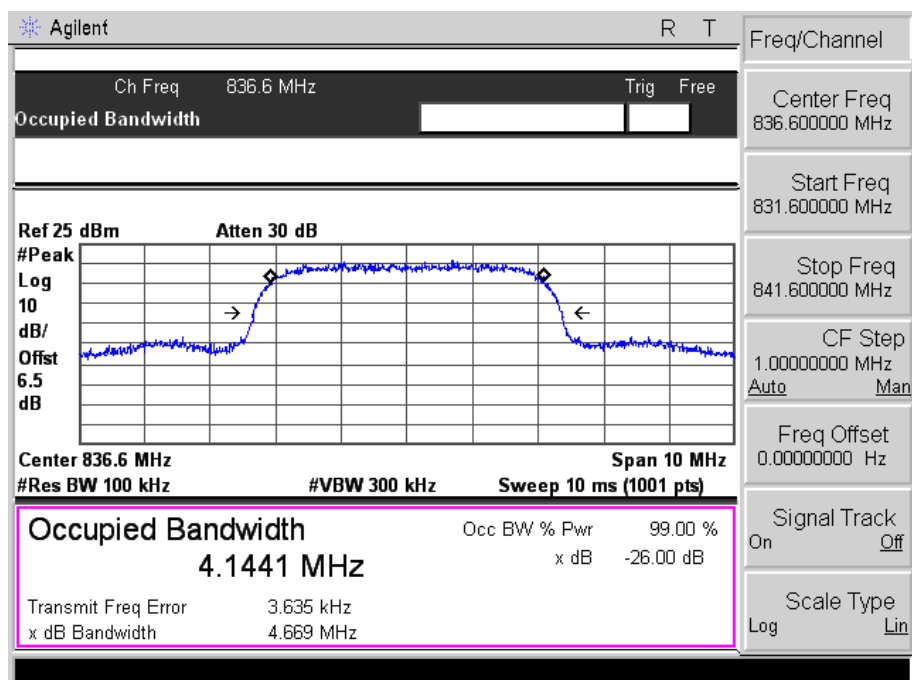 Agilent R T
Freq/Channel
Ch Freq 836.6 MHz Trig Free
Occupied Bandwidth
Center Freq
836.600000 MHz
Start Freq
831.600000 MHz
Stop Freq
841.600000 MHz
CF Step
1.00000000 MHz
Auto Man
Freq Offset
0.00000000 Hz
Signal Track
On Off
Scale Type
Log Lin
Ref 25 dBm Atten 30 dB
#Peak
Log
10
dB/
Offst
6.5
dB
Center 836.6 MHz Span 10 MHz
#Res BW 100 kHz #VBW 300 kHz Sweep 10 ms (1001 pts)
Occupied Bandwidth Occ BW % Pwr 99.00 %
4.1441 MHz x dB -26.00 dB
Transmit Freq Error 3.635 kHz
x dB Bandwidth 4.669 MHz